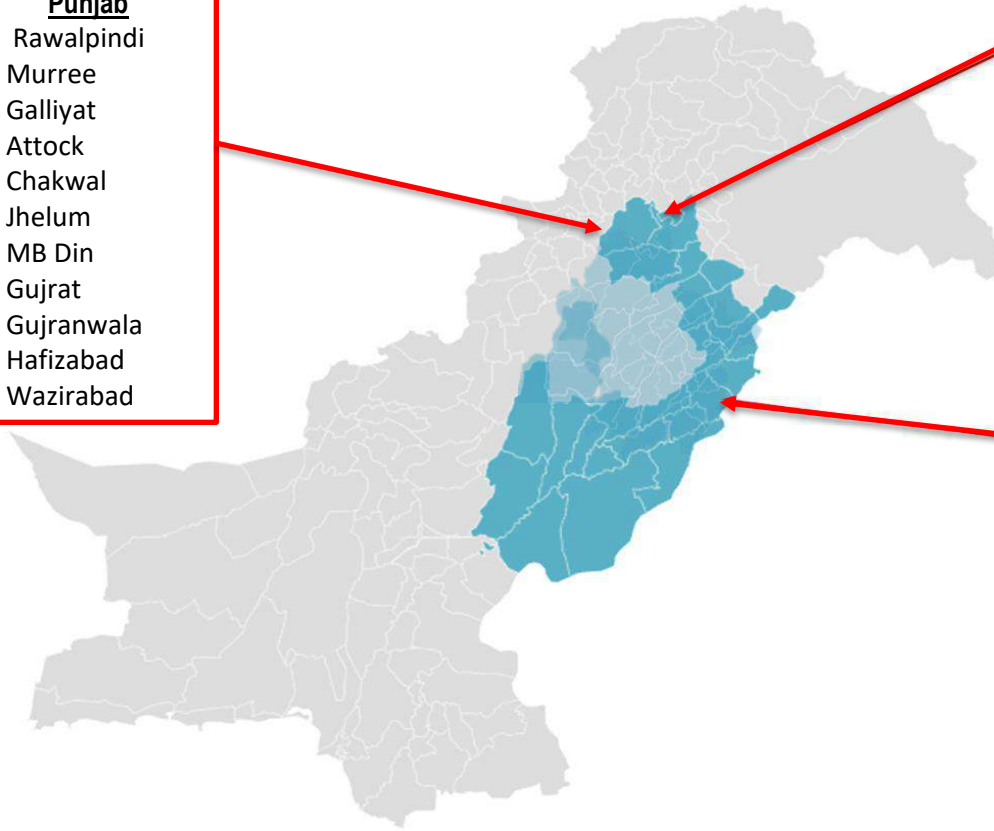 Punjab
Rawalpindi
Murree
Galliyat
Attock
Chakwal
Jhelum
MB Din
Gujrat
Gujranwala
Hafizabad
Wazirabad